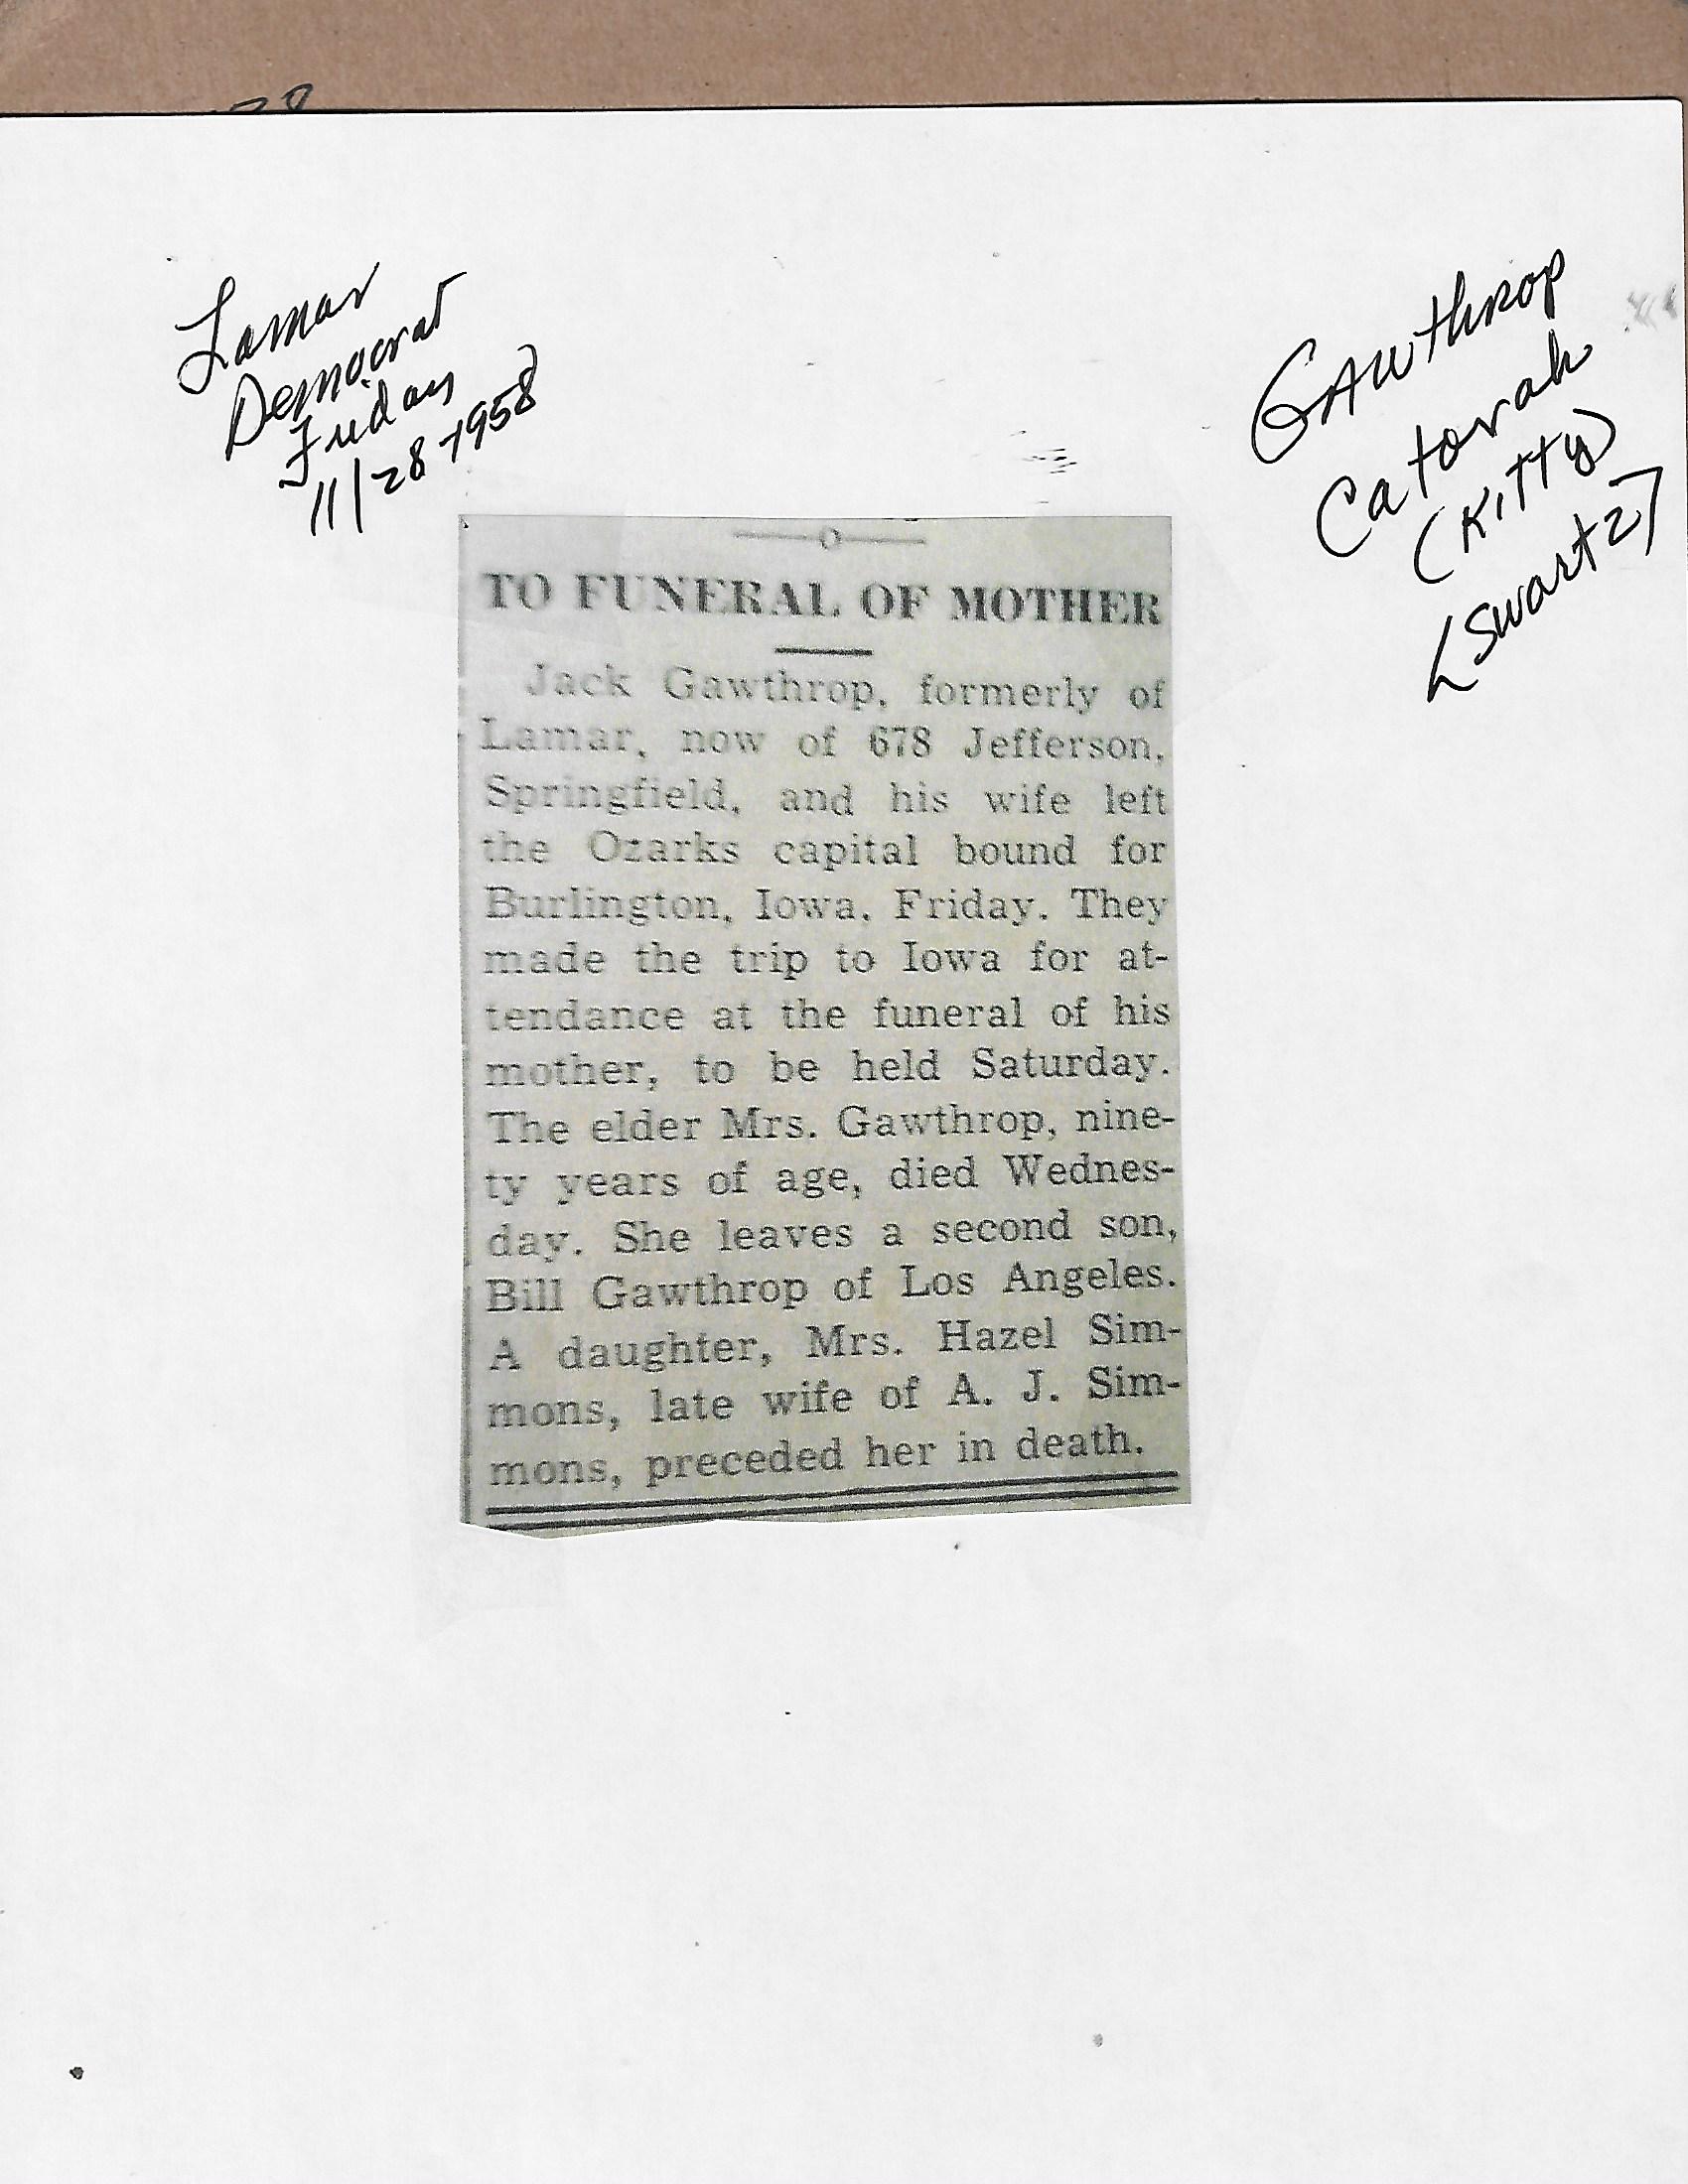 Lamar
Democrat
Friday
11/28-1958
GAWthrop
Catorah
(Kitty)
[Swartz]
TO FUNERAL OF MOTHER
Jack Gawthrop, formerly of
Lamar, now of 678 Jefferson,
Springfield, and his wife left
the Ozarks capital bound for
Burlington, Iowa, Friday. They
made the trip to Iowa for at-
tendance at the funeral of his
mother, to be held Saturday.
The elder Mrs. Gawthrop, nine-
ty years of age, died Wednes-
day. She leaves a second son,
Bill Gawthrop of Los Angeles.
A daughter, Mrs. Hazel Sim-
mons, late wife of A. J. Sim-
mons, preceded her in death.